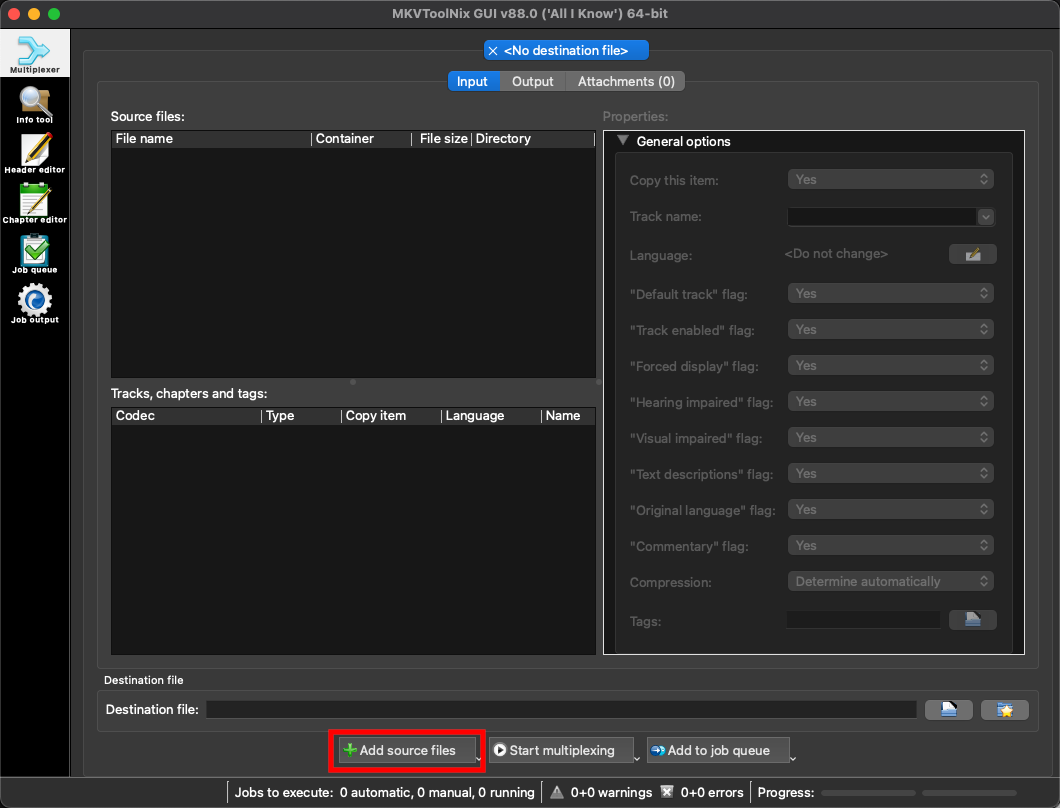 MKVToolNix GUI v88.0 ('All I Know') 64-bit
Multiplexer
Info tool
Header editor
Chapter editor
Job queue
Job output
<No destination file>
Input Output Attachments (0)
Source files:
File name Container File size Directory
Tracks, chapters and tags:
Codec Type Copy item Language Name
Properties:
General options
Copy this item: Yes
Track name:
Language: <Do not change>
"Default track" flag: Yes
"Track enabled" flag: Yes
"Forced display" flag: Yes
"Hearing impaired" flag: Yes
"Visual impaired" flag: Yes
"Text descriptions" flag: Yes
"Original language" flag: Yes
"Commentary" flag: Yes
Compression: Determine automatically
Tags:
Destination file
Destination file:
Add source files Start multiplexing Add to job queue
Jobs to execute: 0 automatic, 0 manual, 0 running 0+0 warnings 0+0 errors Progress: